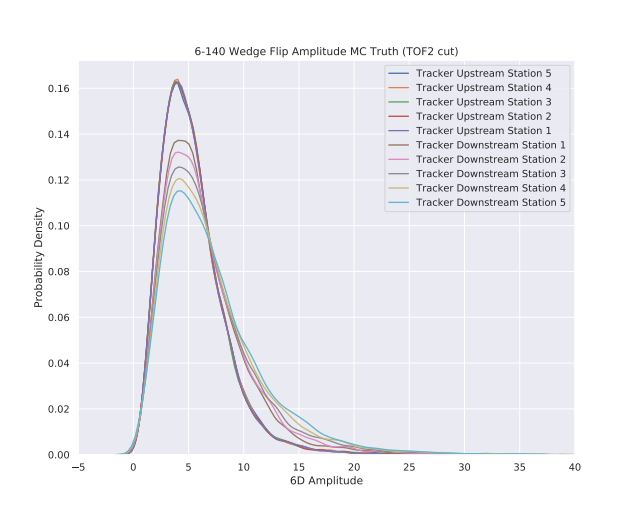 6-140 Wedge Flip Amplitude MC Truth (TOF2 cut)
Tracker Upstream Station 5
Tracker Upstream Station 4
Tracker Upstream Station 3
Tracker Upstream Station 2
Tracker Upstream Station 1
Tracker Downstream Station 1
Tracker Downstream Station 2
Tracker Downstream Station 3
Tracker Downstream Station 4
Tracker Downstream Station 5
Probability Density
0.16
0.14
0.12
0.10
0.08
0.06
0.04
0.02
0.00
−5 0 5 10 15 20 25 30 35 40
6D Amplitude